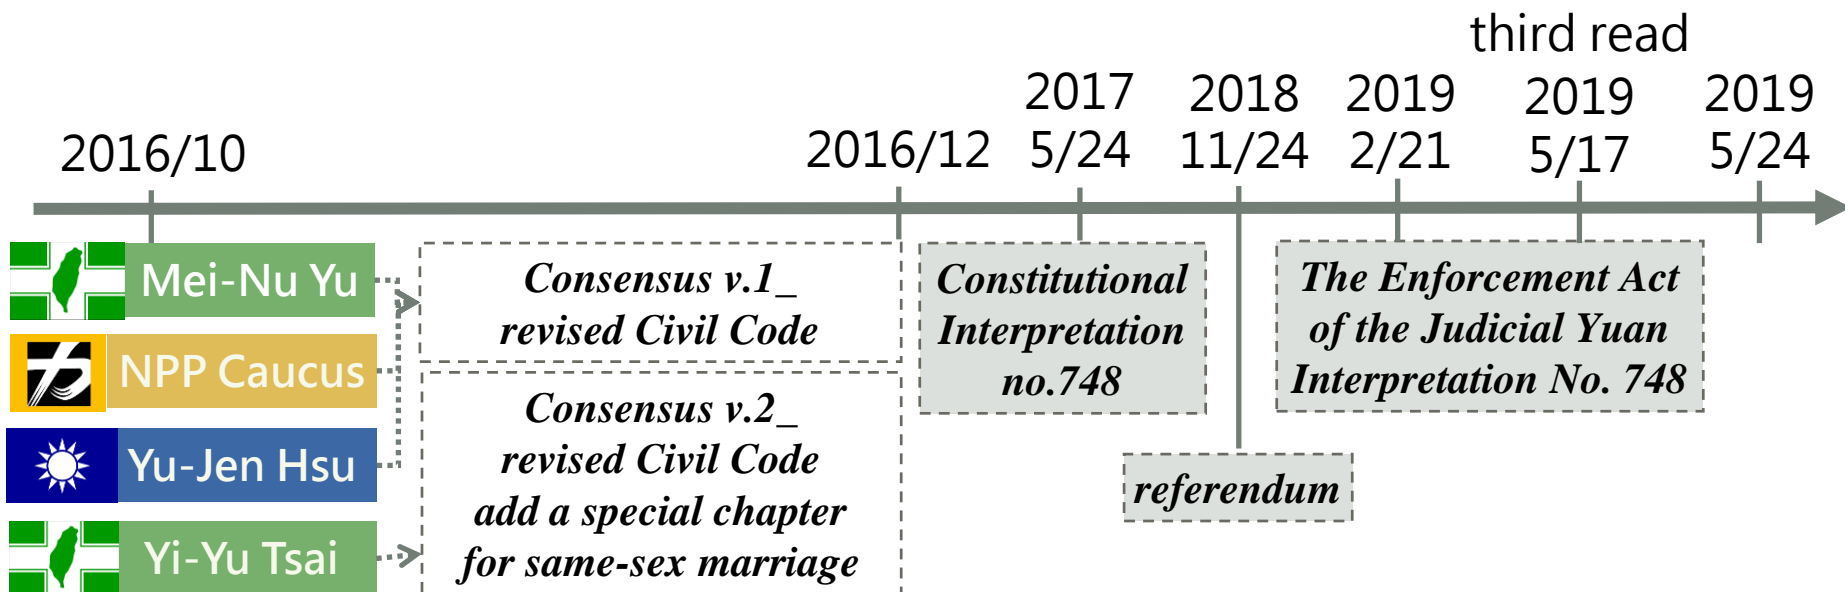 third read
2016/10
2016/12
2017
5/24
2018
11/24
2019
2/21
2019
5/17
2019
5/24
Mei-Nu Yu
NPP Caucus
Yu-Jen Hsu
Yi-Yu Tsai
Consensus v.1_
revised Civil Code
Consensus v.2_
revised Civil Code
add a special chapter
for same-sex marriage
Constitutional
Interpretation
no.748
referendum
The Enforcement Act
of the Judicial Yuan
Interpretation No. 748